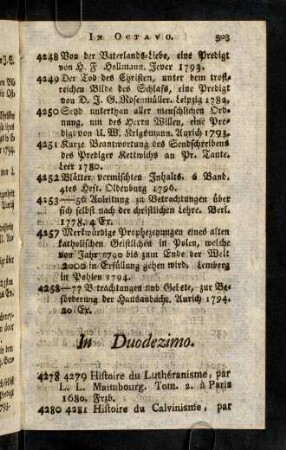 In Octavo. 303
4248 Von der Vaterlands-Liebe, eine Predigt
von H. F Hollmann. Jever 1793.
4249 Der Tod des Christen, unter dem trost-
reichen Bilde des Schlafs, eine Predigt
von D. J. G. Rosenmüller. Leipzig 1782,
4250 Seyd unterthan aller menschlichen Ord-
nung, um des Herrn Willen, eine Pre-
digt von U. W. Aurich 1793.
4251 Kurze Beantwortung des Sendschreibens
des Prediger Kettwichs an Pr. Tante.
Leer 1780.
4252 Blätter vermischten Inhalts. 6 Band.
4tes Heft. Oldenburg 1796.
4253—56 Anleitung zu Betrachtungen über
sich selbst nach der christlichen Lehre. Berl.
1778. 4 Ex.
4257 Merkwürdige Prophezeyungen eines alten
katholischen Geistlichen in Polen, welche
von Jahr 1790 bis zum Ende der Welt
2000 in Erfüllung gehen wird. Lemberg
in Pohlen 1794.
4258—77 Betrachtungen und Gebete, zur Be-
förderung der Hausandacht. Aurich 1794.
20 Ex.
In Duodezimo.
4278 4279 Histoire du Luthéranisme, par
L. L. Maimbourg. Tom. 2. à Paris
1680. Frzb.
4280 4281 Histoire du Calvinisme, par